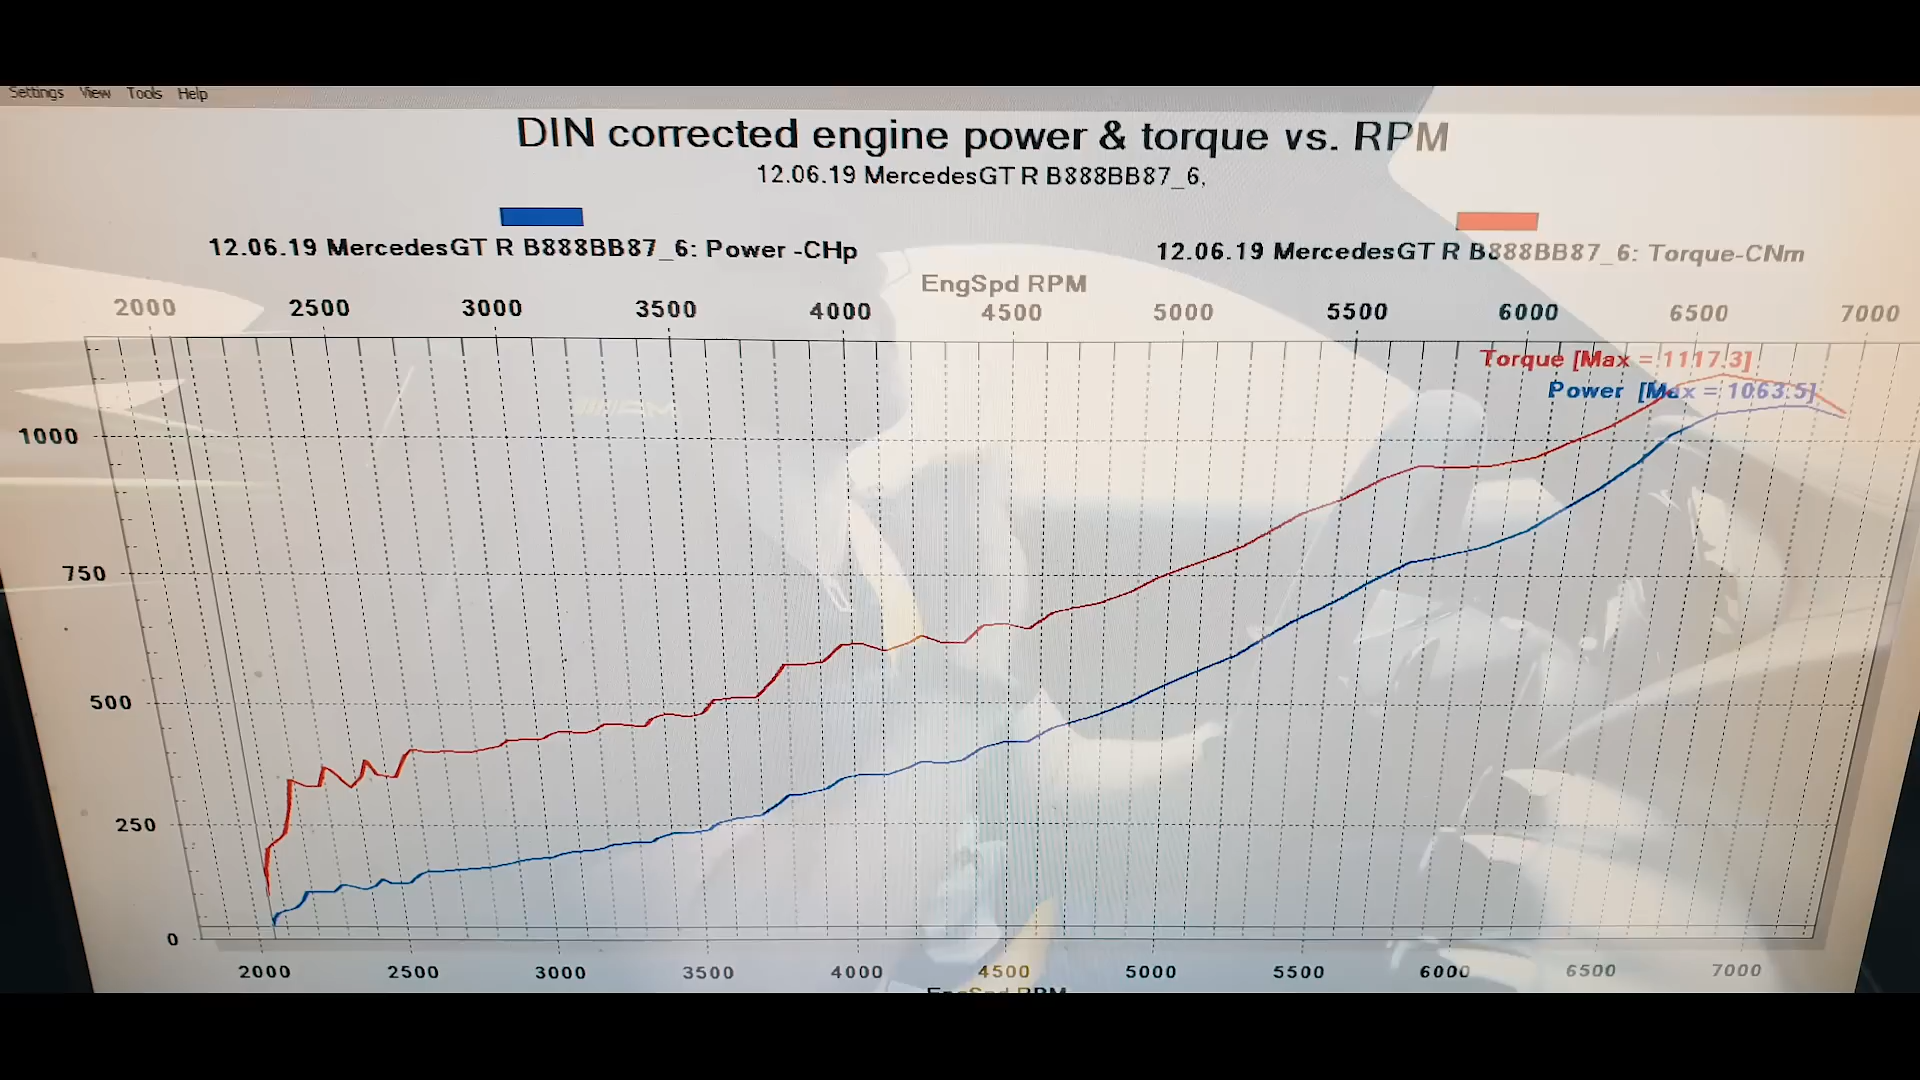 Settings View Tools Help
DIN corrected engine power & torque vs. RPM
12.06.19 MercedesGT R B888BB87_6,
12.06.19 MercedesGT R B888BB87_6: Power -CHp
12.06.19 MercedesGT R B888BB87_6: Torque-CNm
EngSpd RPM
2000 2500 3000 3500 4000 4500 5000 5500 6000 6500 7000
Torque [Max = 1117.3]
Power [Max = 1063.5]
1000
750
500
250
0
2000 2500 3000 3500 4000 4500 5000 5500 6000 6500 7000
EngSpd RPM